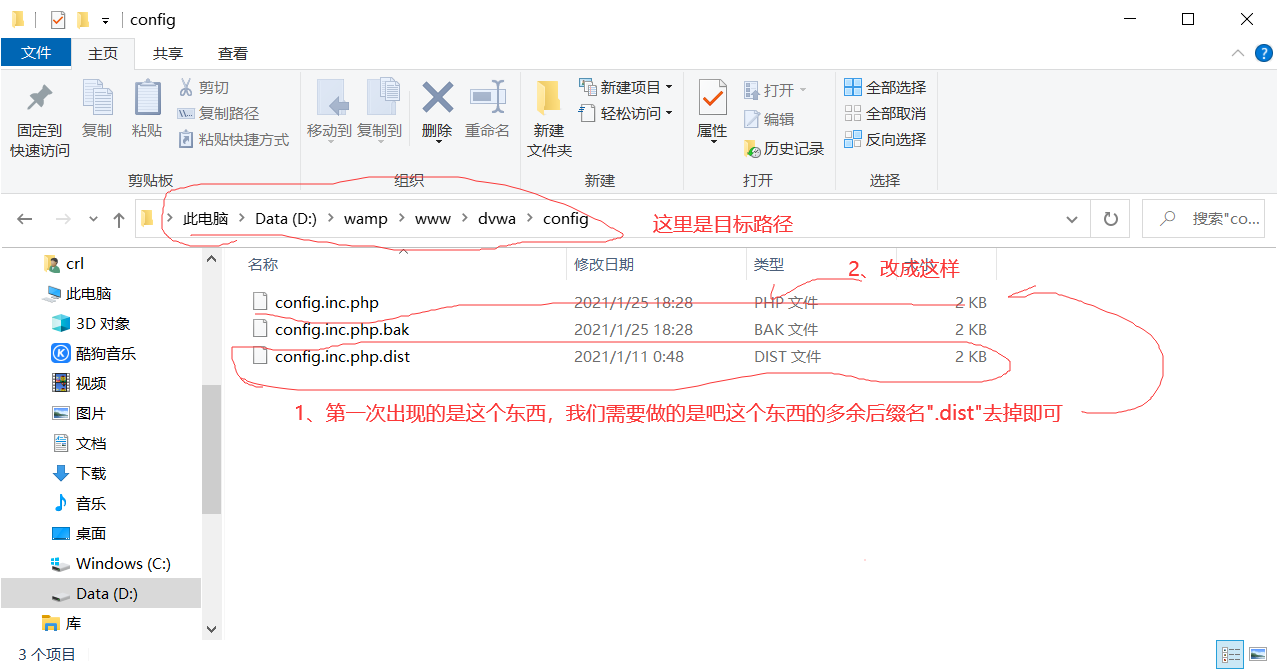 config
文件 主页 共享 查看
固定到
快速访问
复制
粘贴
剪切
复制路径
粘贴快捷方式
剪贴板
移动到
复制到
删除
重命名
组织
新建
文件夹
新建项目
轻松访问
新建
属性
打开
编辑
历史记录
打开
全部选择
全部取消
反向选择
选择
此电脑 > Data (D:) > wamp > www > dvwa > config
这里是目标路径
搜索"co...
crl
此电脑
3D 对象
酷狗音乐
视频
图片
文档
下载
音乐
桌面
Windows (C:)
Data (D:)
库
名称 修改日期 类型
2、改成这样
config.inc.php 2021/1/25 18:28 PHP 文件 2 KB
config.inc.php.bak 2021/1/25 18:28 BAK 文件 2 KB
config.inc.php.dist 2021/1/11 0:48 DIST 文件 2 KB
1、第一次出现的是这个东西，我们需要做的是吧这个东西的多余后缀名".dist"去掉即可
3 个项目